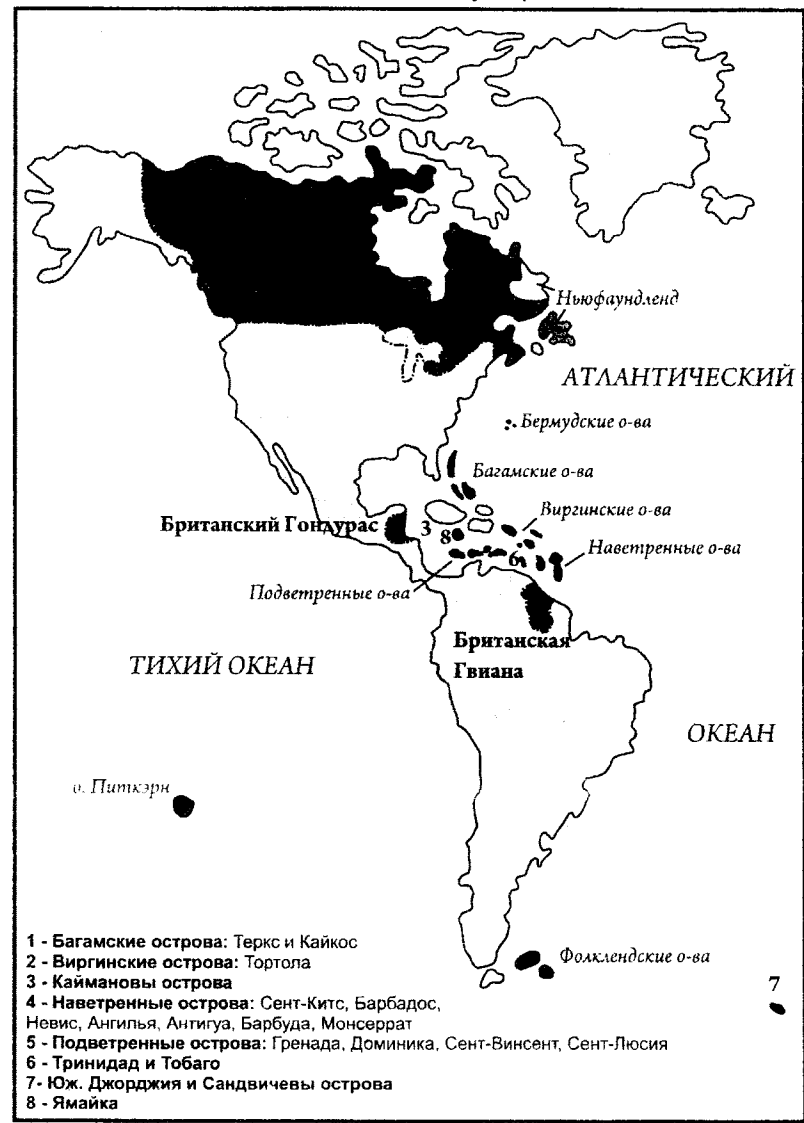 Ньюфаундленд
АТЛАНТИЧЕСКИЙ
Бермудские о-ва
Багамские о-ва
Виргинские о-ва
Британский Гондурас
3
8
Наветренные о-ва
6
Подветренные о-ва
Британская
Гвиана
ТИХИЙ ОКЕАН
ОКЕАН
о. Питкэрн
Фолклендские о-ва
7
1 - Багамские острова: Теркс и Кайкос
2 - Виргинские острова: Тортола
3 - Каймановы острова
4 - Наветренные острова: Сент-Китс, Барбадос,
Невис, Ангилья, Антигуа, Барбуда, Монсеррат
5 - Подветренные острова: Гренада, Доминика, Сент-Винсент, Сент-Люсия
6 - Тринидад и Тобаго
7- Юж. Джорджия и Сандвичевы острова
8 - Ямайка